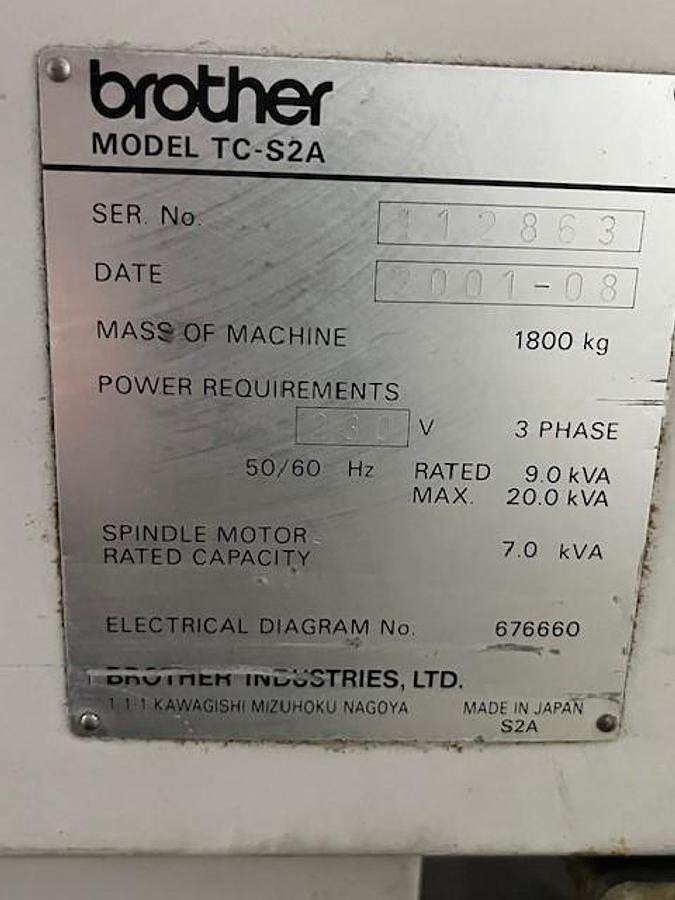 brother
MODEL TC-S2A
SER. No. 112863
DATE 2001-08
MASS OF MACHINE 1800 kg
POWER REQUIREMENTS
230 V 3 PHASE
50/60 Hz RATED 9.0 kVA
MAX. 20.0 kVA
SPINDLE MOTOR
RATED CAPACITY 7.0 kVA
ELECTRICAL DIAGRAM No. 676660
BROTHER INDUSTRIES, LTD.
1-1-1 KAWAGISHI MIZUHOKU NAGOYA MADE IN JAPAN
S2A